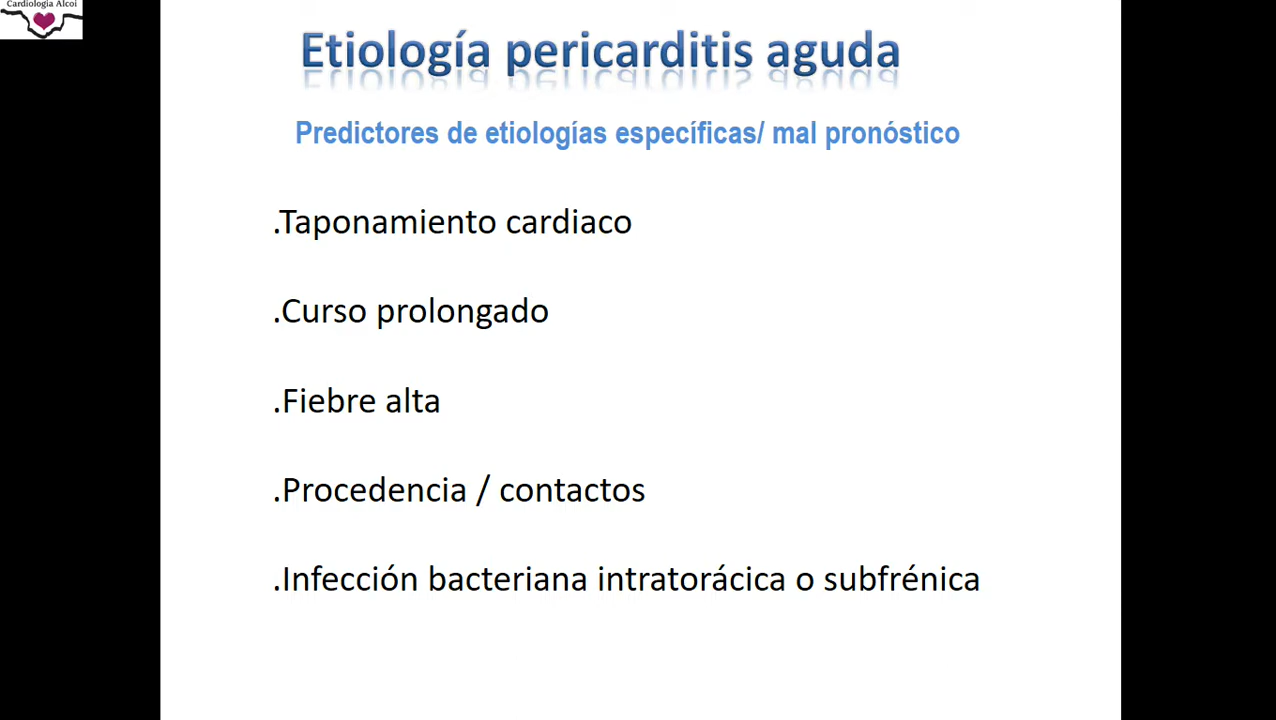 Cardiología Alcoi
Etiología pericarditis aguda
Predictores de etiologías específicas/ mal pronóstico
.Taponamiento cardiaco
.Curso prolongado
.Fiebre alta
.Procedencia / contactos
.Infección bacteriana intratorácica o subfrénica